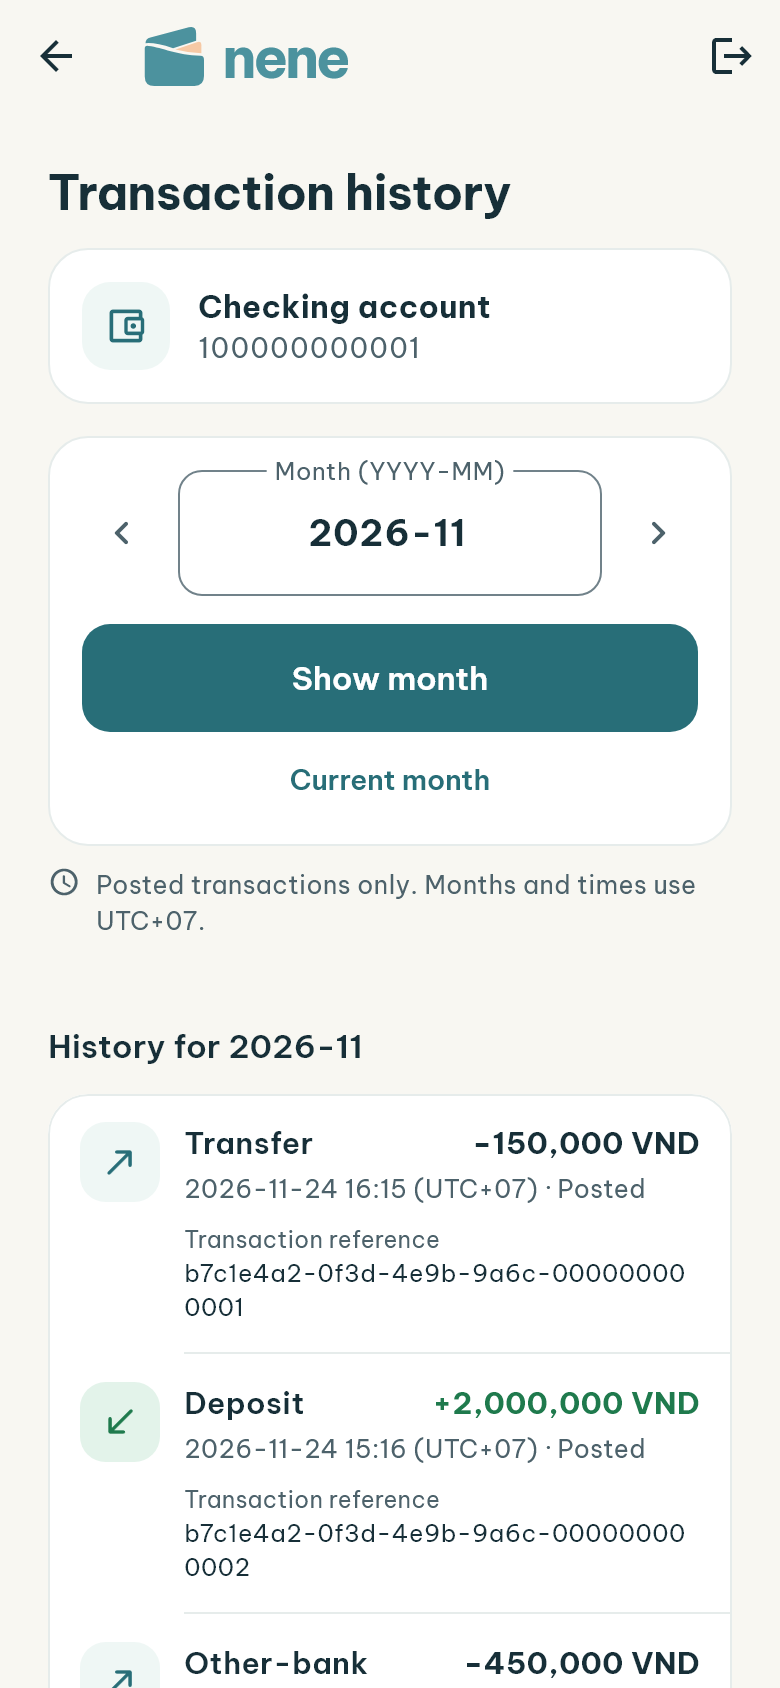 nene
Transaction history
Checking account
100000000001
Month (YYYY-MM)
2026-11
Show month
Current month
Posted transactions only. Months and times use
UTC+07.
History for 2026-11
Transfer -150,000 VND
2026-11-24 16:15 (UTC+07) · Posted
Transaction reference
b7c1e4a2-0f3d-4e9b-9a6c-00000000
0001
Deposit +2,000,000 VND
2026-11-24 15:16 (UTC+07) · Posted
Transaction reference
b7c1e4a2-0f3d-4e9b-9a6c-00000000
0002
Other-bank -450,000 VND